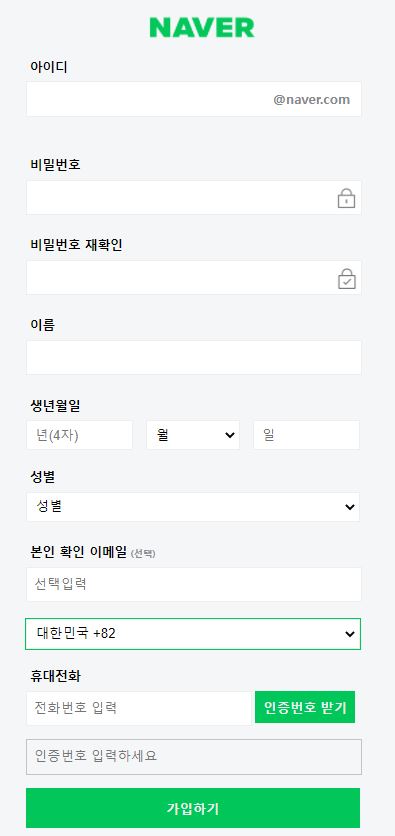 NAVER
아이디
@naver.com
비밀번호
비밀번호 재확인
이름
생년월일
년(4자) 월 일
성별
성별
본인 확인 이메일 (선택)
선택입력
대한민국 +82
휴대전화
전화번호 입력 인증번호 받기
인증번호 입력하세요
가입하기